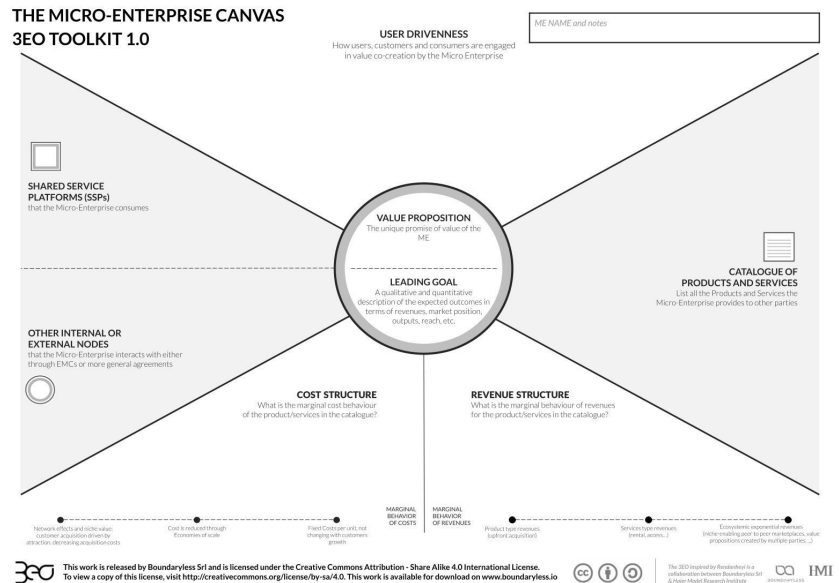 THE MICRO-ENTERPRISE CANVAS
3EO TOOLKIT 1.0
USER DRIVENNESS
How users, customers and consumers are engaged
in value co-creation by the Micro Enterprise
ME NAME and notes
SHARED SERVICE
PLATFORMS (SSPs)
that the Micro-Enterprise consumes
VALUE PROPOSITION
The unique promise of value of the
ME
LEADING GOAL
A qualitative and quantitative
description of the expected outcomes in
terms of revenues, market position,
outputs, reach, etc.
CATALOGUE OF
PRODUCTS AND SERVICES
List all the Products and Services the
Micro-Enterprise provides to other parties
OTHER INTERNAL OR
EXTERNAL NODES
that the Micro-Enterprise interacts with either
through EMCs or more general agreements
COST STRUCTURE
What is the marginal cost behaviour
of the product/services in the catalogue?
REVENUE STRUCTURE
What is the marginal behaviour of revenues
for the product/services in the catalogue?
MARGINAL
BEHAVIOR
OF COSTS
MARGINAL
BEHAVIOR
OF REVENUES
Network effects and niche value:
customer acquisition driven by
attraction, decreasing acquisition costs
Cost is reduced through
Economies of scale
Fixed Costs per unit, not
changing with customers
growth
Product type revenues
(upfront acquisition)
Services type revenues
(rental, access...)
Ecosystemic exponential revenues
(niche-enabling peer to peer marketplaces, value
propositions created by multiple parties, ...)
3eo
This work is released by Boundaryless Srl and is licensed under the Creative Commons Attribution - Share Alike 4.0 International License.
To view a copy of this license, visit http://creativecommons.org/license/by-sa/4.0. This work is available for download on www.boundaryless.io
cc
The 3EO inspired by Rendanheyi is a
collaboration between Boundaryless Srl
& Haier Model Research Institute
BOUNDARYLESS
IMI